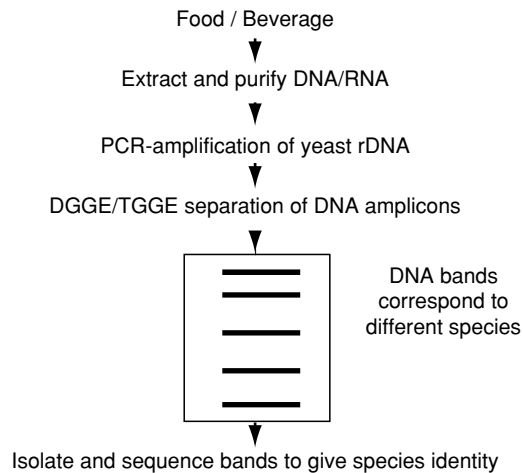 Food / Beverage
Extract and purify DNA/RNA
PCR-amplification of yeast rDNA
DGGE/TGGE separation of DNA amplicons
DNA bands
correspond to
different species
Isolate and sequence bands to give species identity